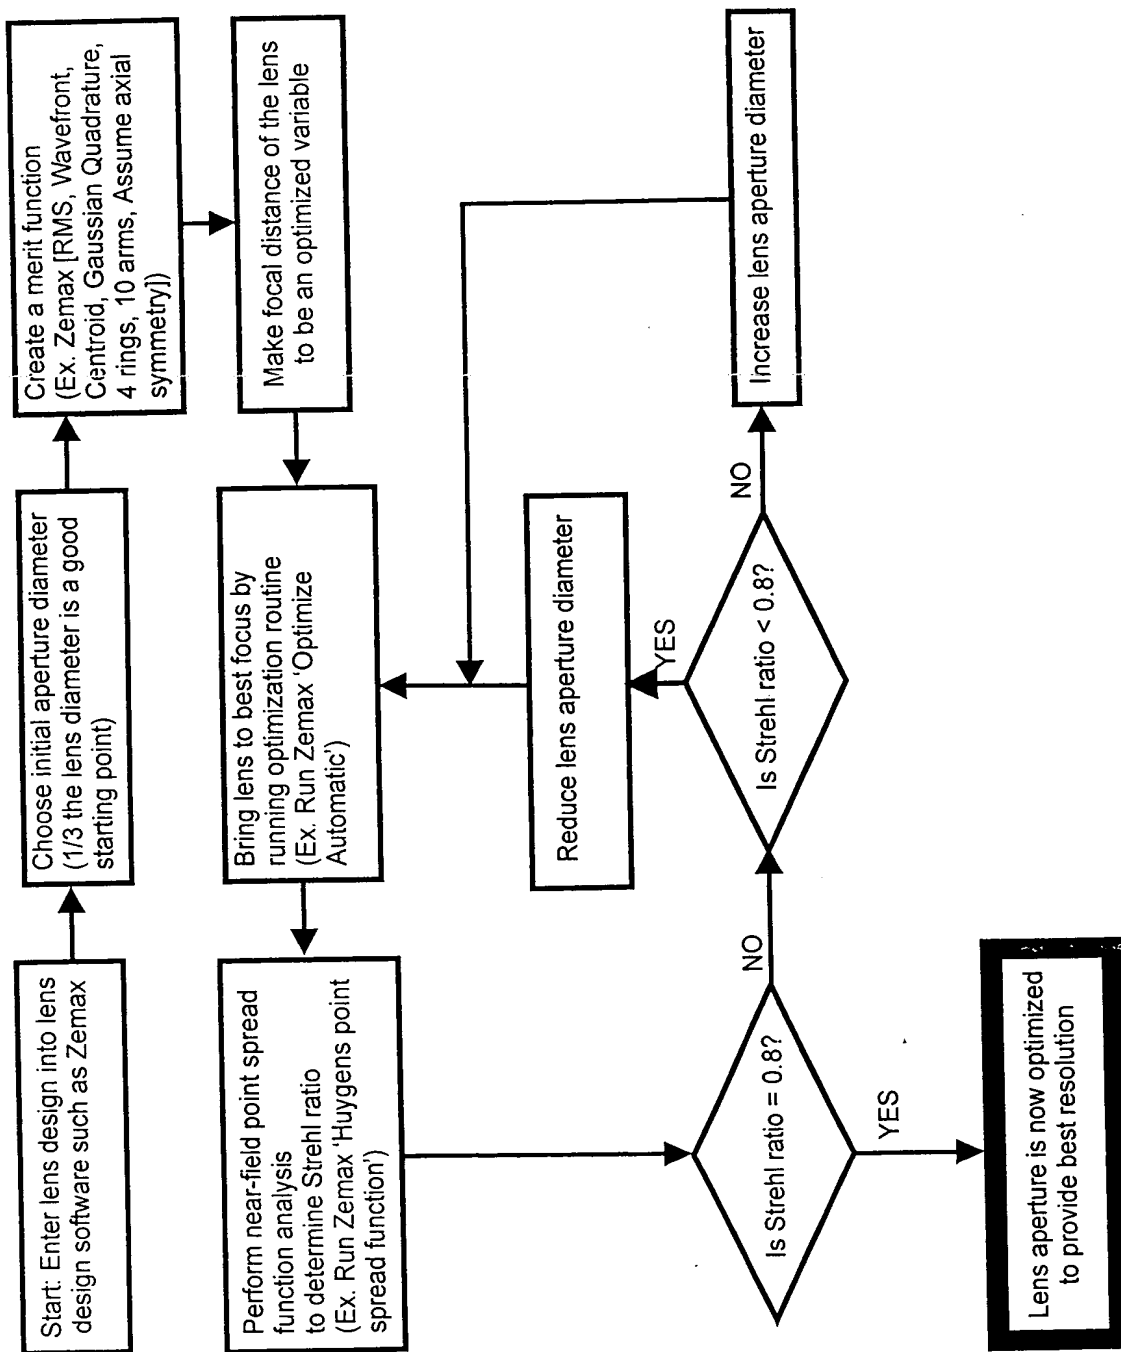 Start: Enter lens design into lens
design software such as Zemax
Choose initial aperture diameter
(1/3 the lens diameter is a good
starting point)
Create a merit function
(Ex. Zemax [RMS, Wavefront,
Centroid, Gaussian Quadrature,
4 rings, 10 arms, Assume axial
symmetry])
Make focal distance of the lens
to be an optimized variable
Bring lens to best focus by
running optimization routine
(Ex. Run Zemax 'Optimize
Automatic')
Perform near-field point spread
function analysis
to determine Strehl ratio
(Ex. Run Zemax 'Huygens point
spread function')
Is Strehl ratio = 0.8?
NO
YES
Is Strehl ratio < 0.8?
YES
NO
Reduce lens aperture diameter
Increase lens aperture diameter
Lens aperture is now optimized
to provide best resolution